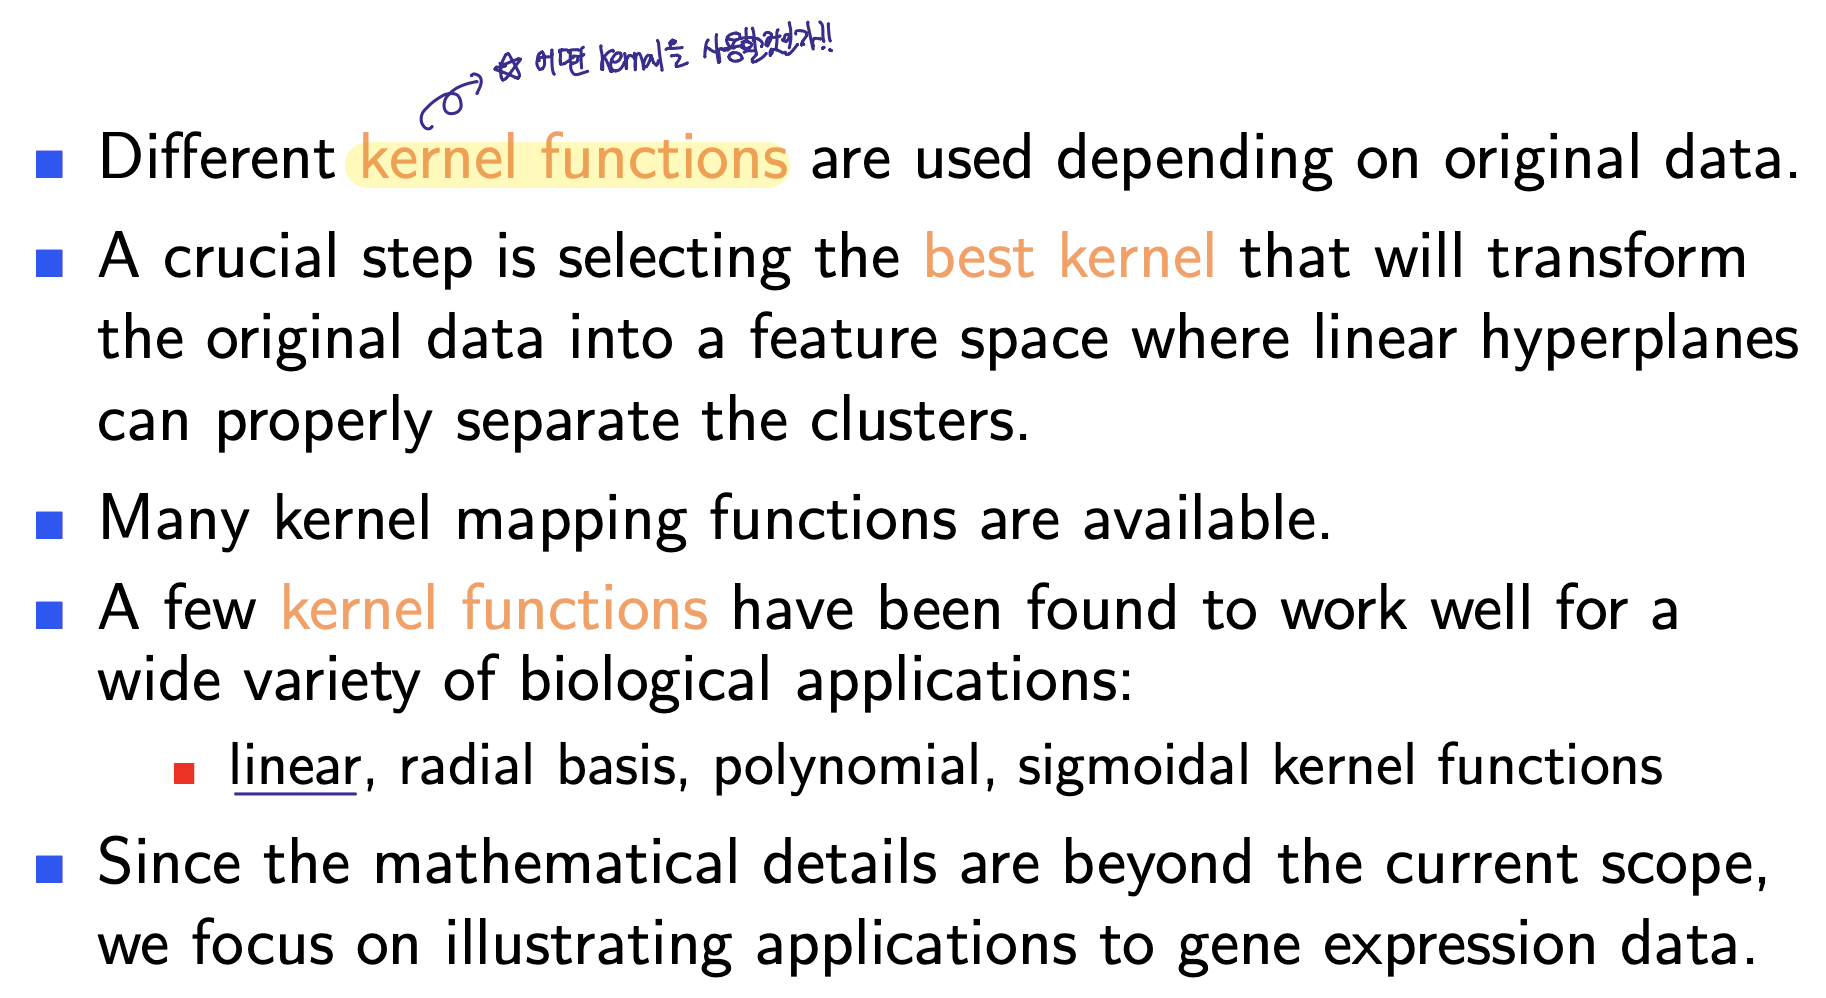 ☆ 어떤 kernel을 사용할것인가!!
Different kernel functions are used depending on original data.
A crucial step is selecting the best kernel that will transform
the original data into a feature space where linear hyperplanes
can properly separate the clusters.
Many kernel mapping functions are available.
A few kernel functions have been found to work well for a
wide variety of biological applications:
linear, radial basis, polynomial, sigmoidal kernel functions
Since the mathematical details are beyond the current scope,
we focus on illustrating applications to gene expression data.